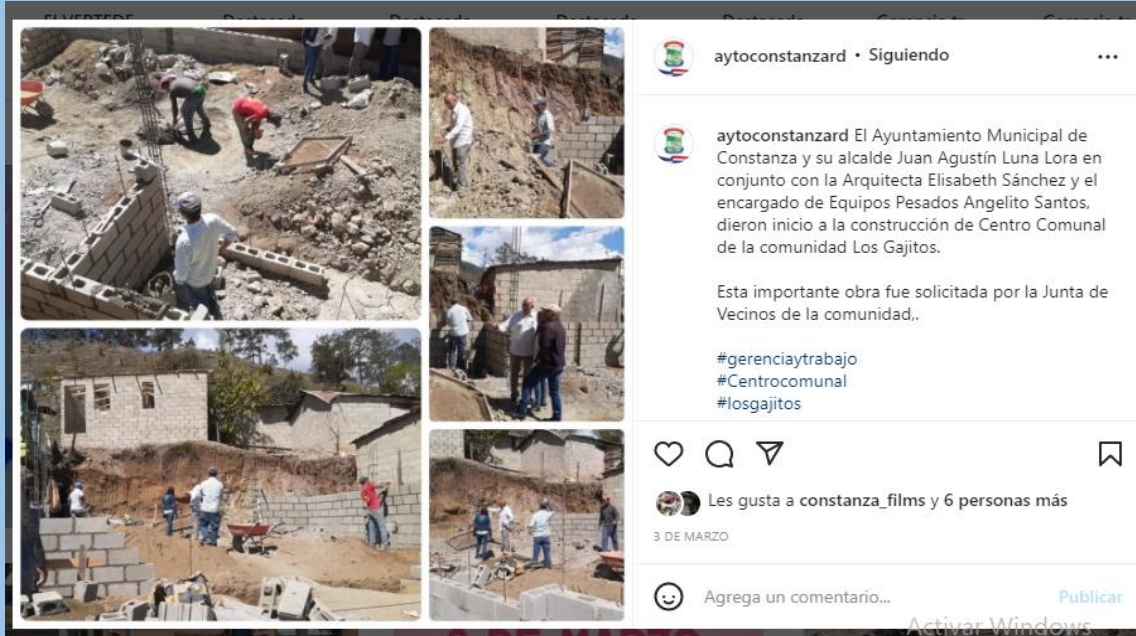 aytoconstanzard • Siguiendo
aytoconstanzard El Ayuntamiento Municipal de
Constanza y su alcalde Juan Agustín Luna Lora en
conjunto con la Arquitecta Elisabeth Sánchez y el
encargado de Equipos Pesados Angelito Santos,
dieron inicio a la construcción de Centro Comunal
de la comunidad Los Gajitos.
Esta importante obra fue solicitada por la Junta de
Vecinos de la comunidad,.
#gerenciaytrabajo
#Centrocomunal
#losgajitos
Les gusta a constanza_films y 6 personas más
3 DE MARZO
Agrega un comentario...
Publicar
Activar Windows